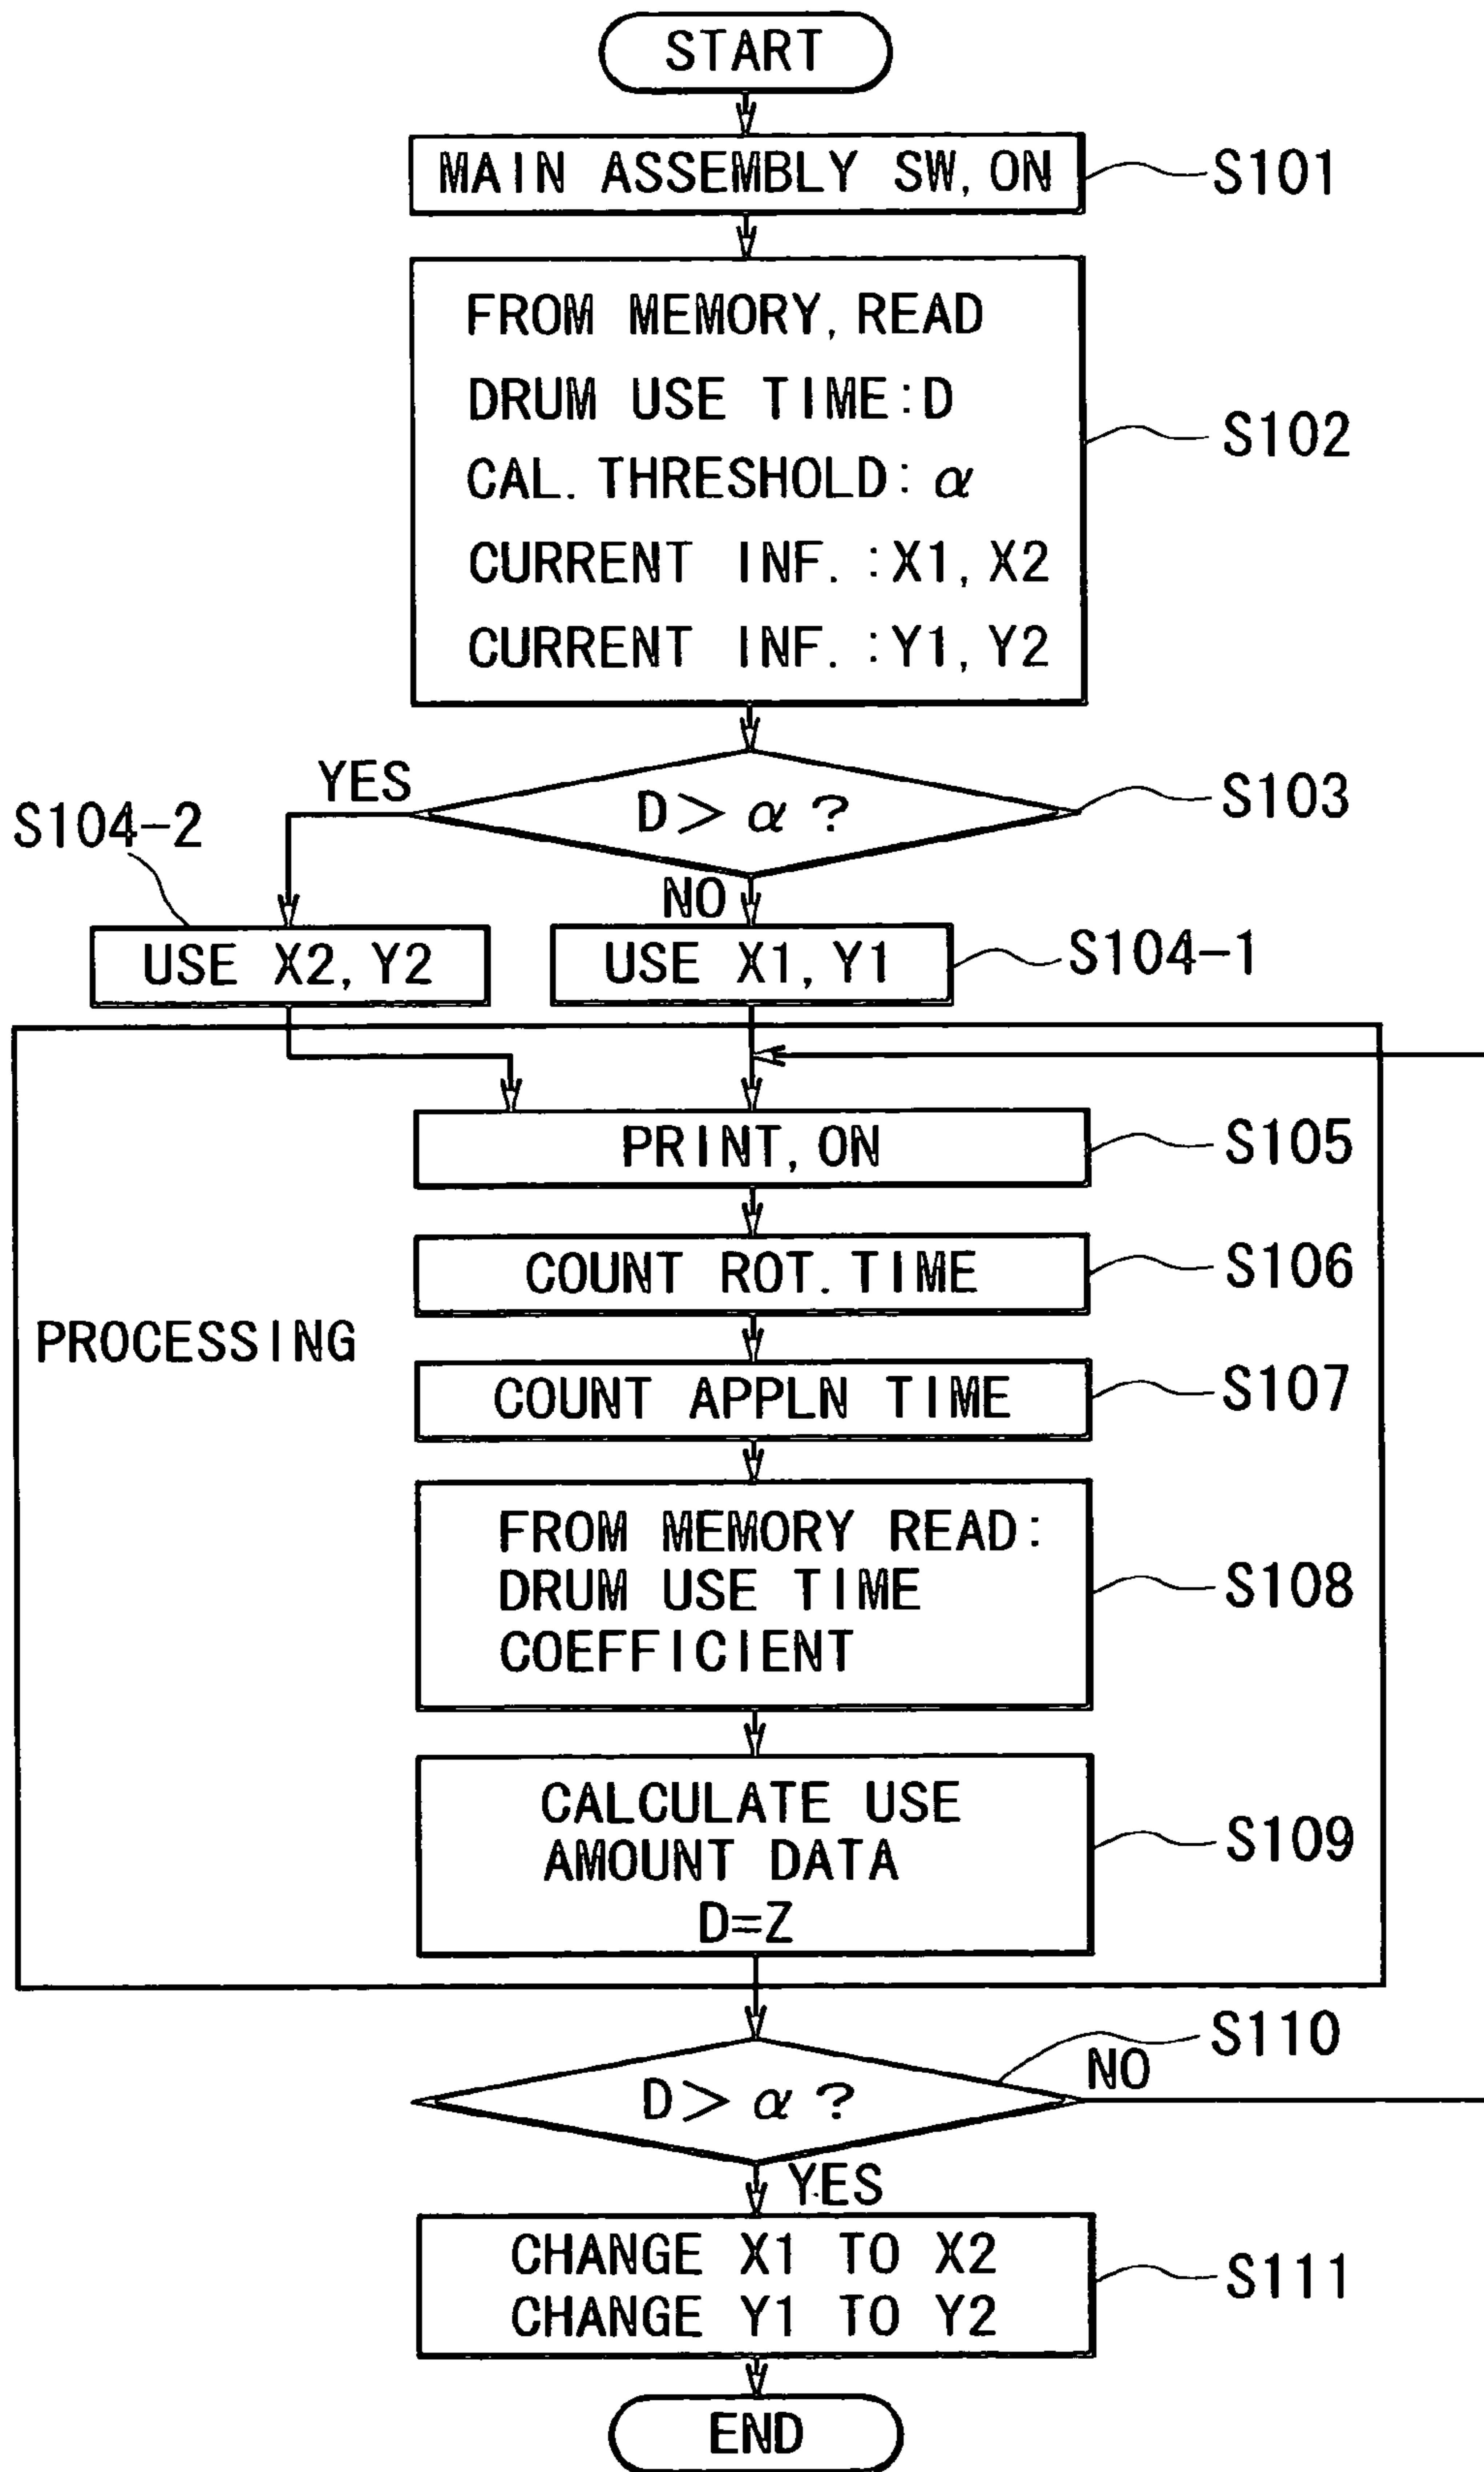 START
MAIN ASSEMBLY SW, ON
S101
FROM MEMORY, READ
DRUM USE TIME:D
CAL. THRESHOLD: α
CURRENT INF. :X1, X2
CURRENT INF. :Y1, Y2
S102
YES
D> α ?
S103
S104-2
NO
USE X2, Y2
USE X1, Y1
S104-1
PRINT, ON
S105
COUNT ROT. TIME
S106
PROCESSING
COUNT APPLN TIME
S107
FROM MEMORY READ:
DRUM USE TIME
COEFFICIENT
S108
CALCULATE USE
AMOUNT DATA
D=Z
S109
S110
NO
D> α ?
YES
CHANGE X1 TO X2
CHANGE Y1 TO Y2
S111
END